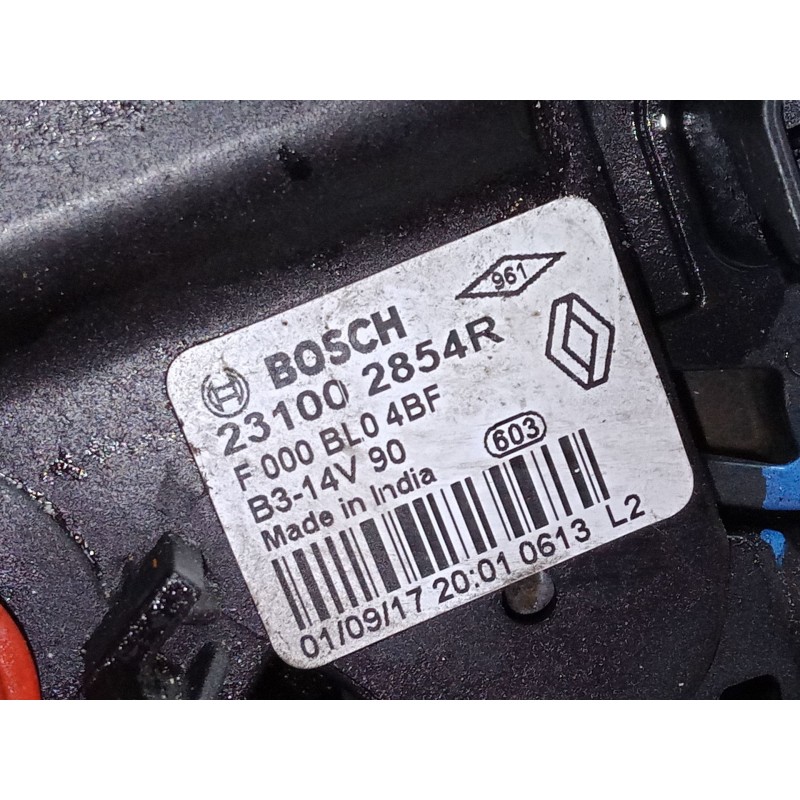 961
BOSCH
23100 2854R
F 000 BL0 4BF
B3-14V 90
603
Made in India
01/09/17 20:01 0613 L2